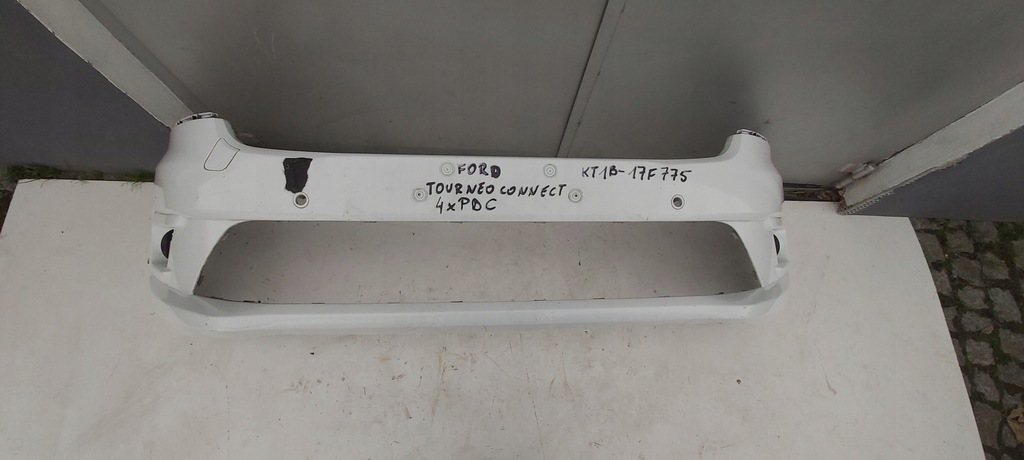 FORD
TOURNEO CONNECT
4xPDC
KT1B-17F775